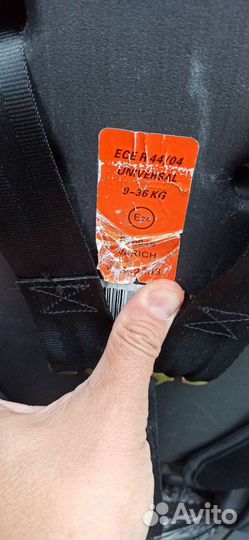 ECE R 44/04
UNIVERSAL
9-36 KG
E24
Avito